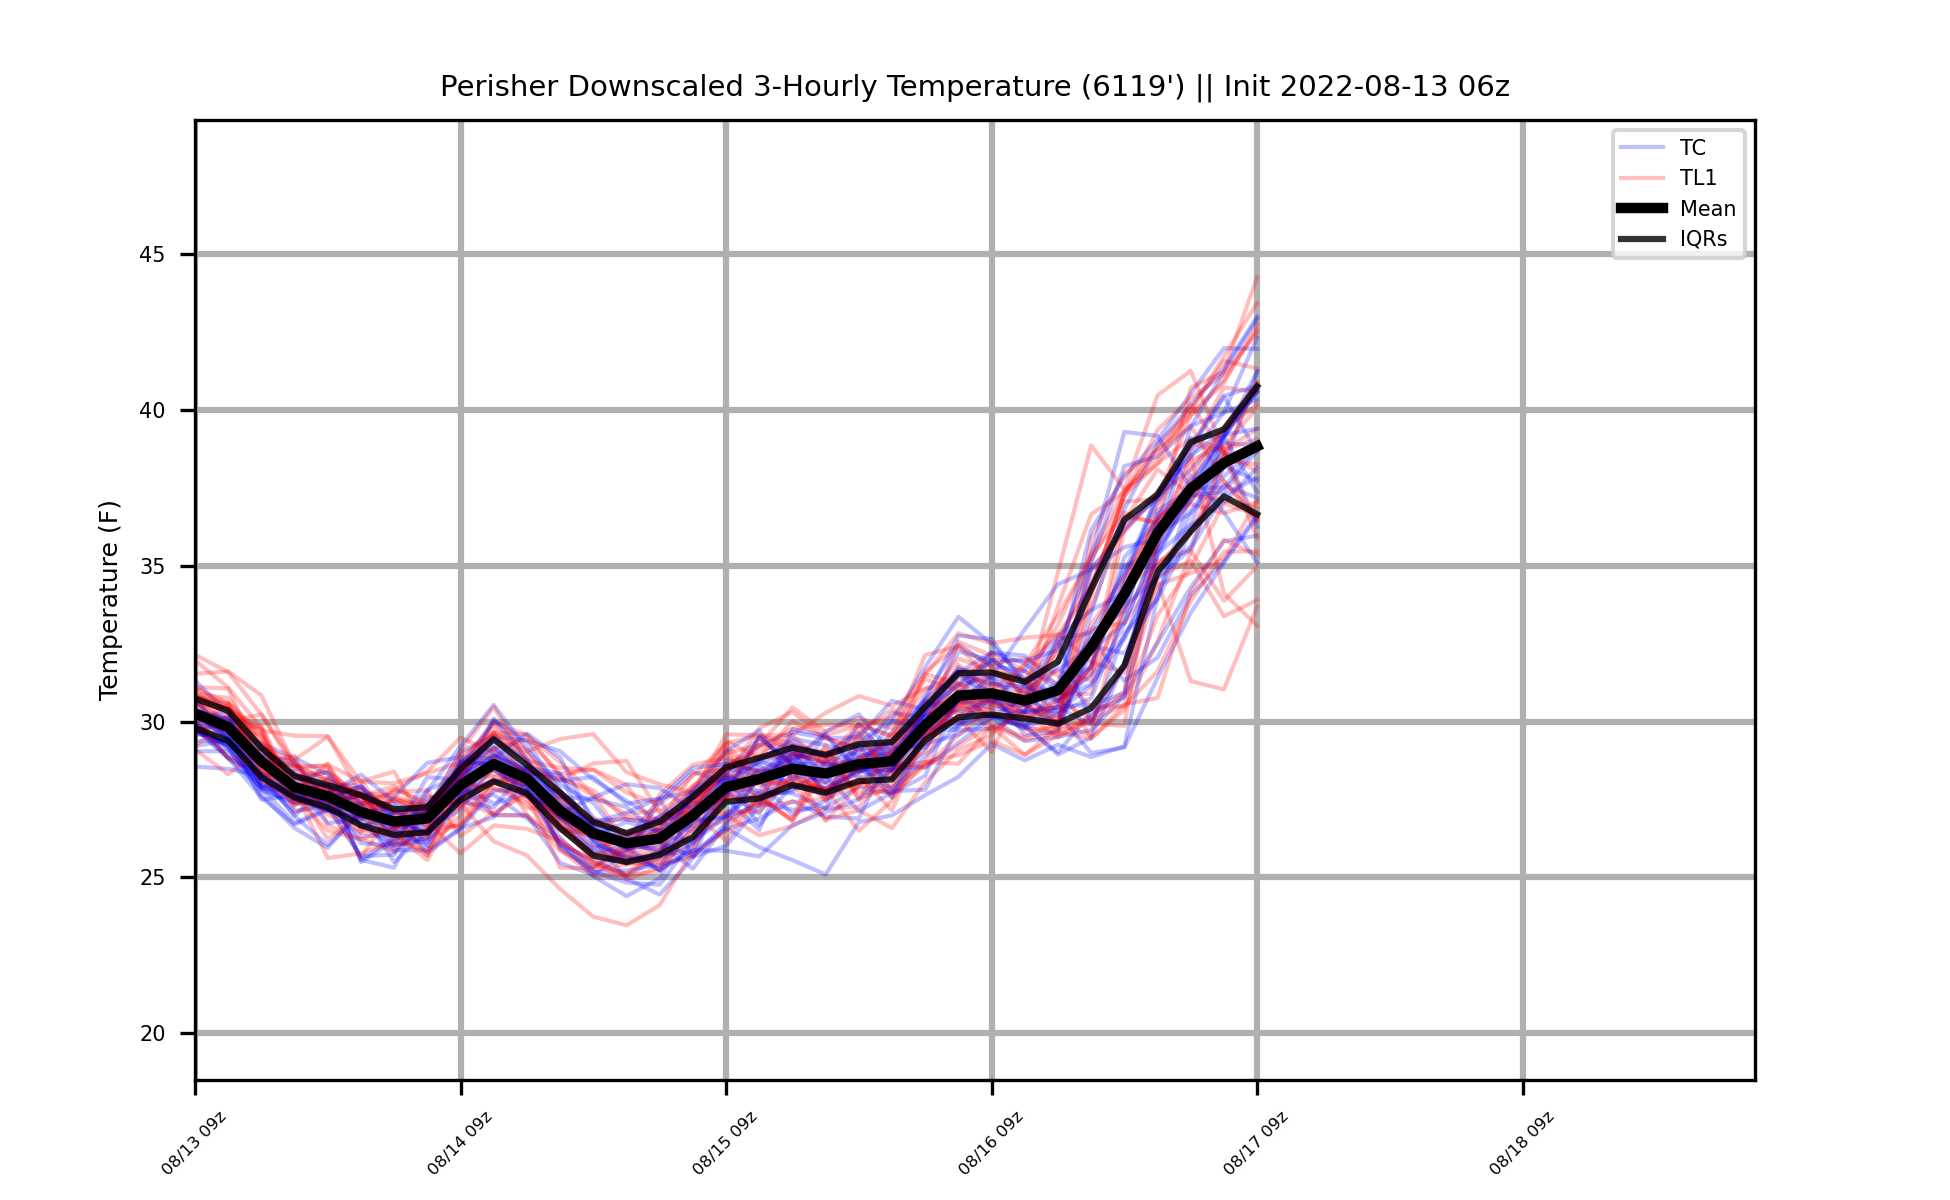 Perisher Downscaled 3-Hourly Temperature (6119') || Init 2022-08-13 06z
TC
TL1
Mean
IQRs
Temperature (F)
45
40
35
30
25
20
08/13 09z
08/14 09z
08/15 09z
08/16 09z
08/17 09z
08/18 09z